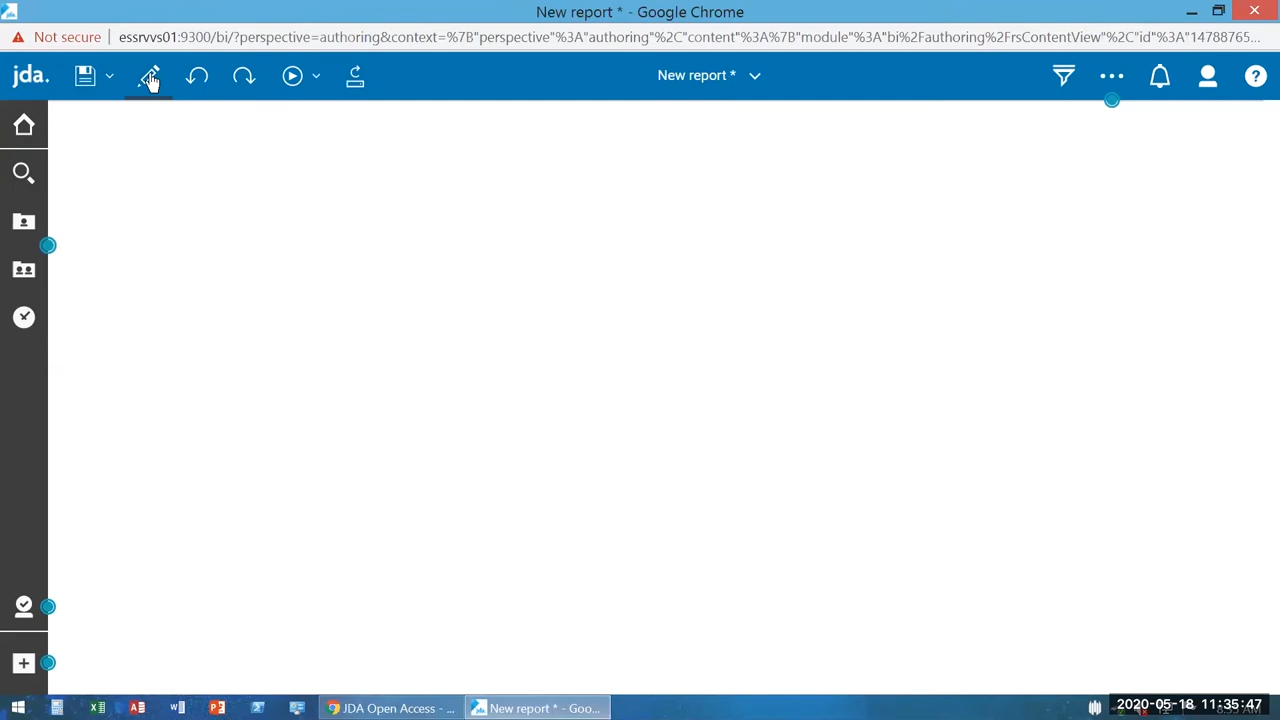 New report * - Google Chrome
Not secure | essrvvs01:9300/bi/?perspective=authoring&context=%7B"perspective"%3A"authoring"%2C"content"%3A%7B"module"%3A"bi%2Fauthoring%2FrsContentView"%2C"id"%3A"14788765...
jda.
New report *
JDA Open Access - ...
New report * - Goo...
2020-05-18 11:35:47